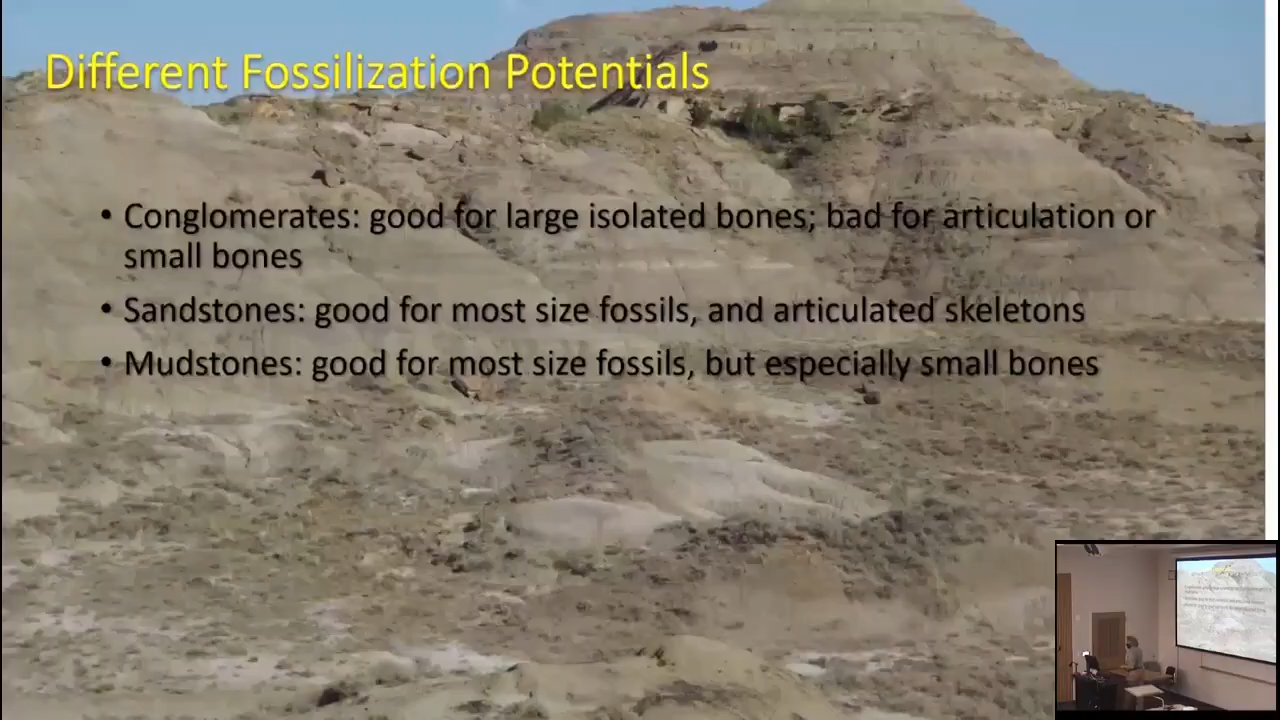 Different Fossilization Potentials
• Conglomerates: good for large isolated bones; bad for articulation or
small bones
• Sandstones: good for most size fossils, and articulated skeletons
• Mudstones: good for most size fossils, but especially small bones